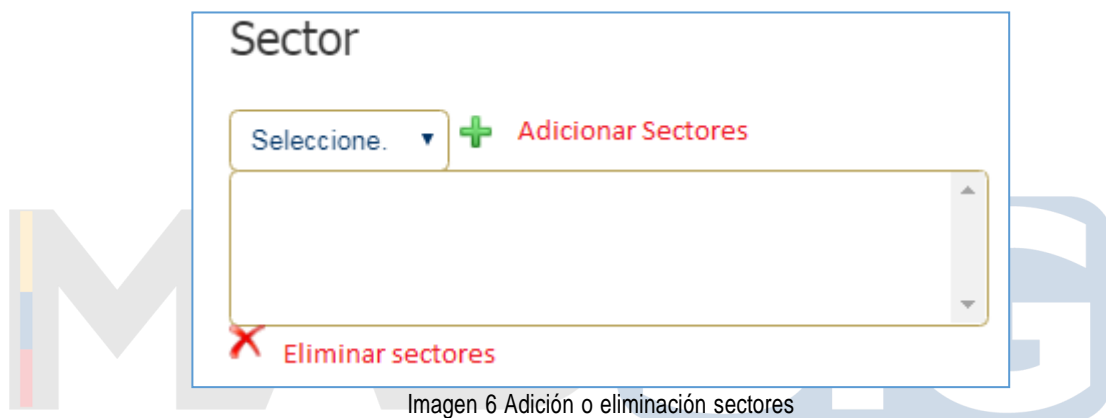 Sector
Seleccione. Adicionar Sectores
Eliminar sectores
Imagen 6 Adición o eliminación sectores